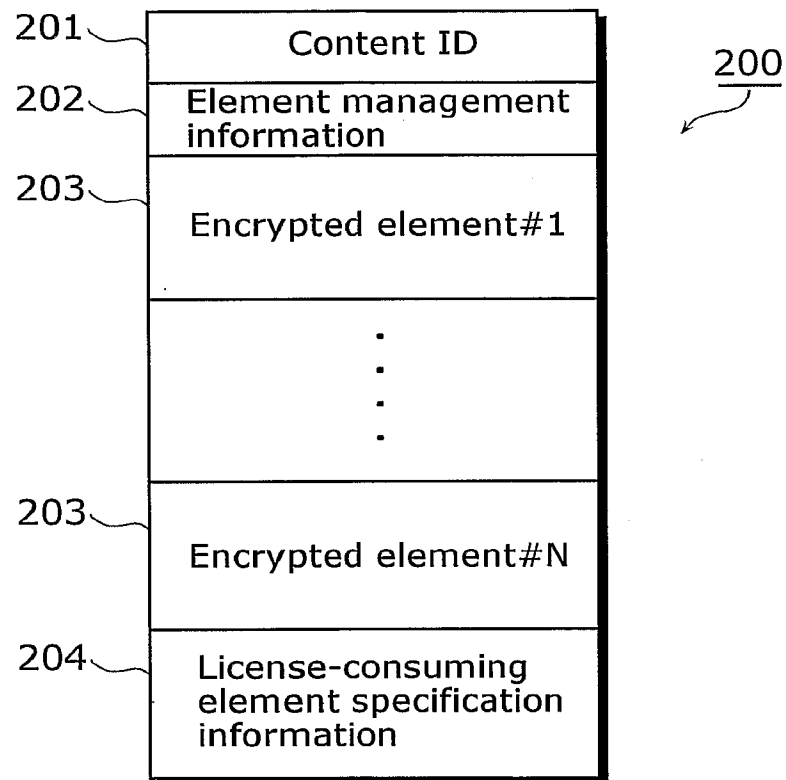 201
Content ID
200
202
Element management
information
203
Encrypted element#1
203
Encrypted element#N
204
License-consuming
element specification
information